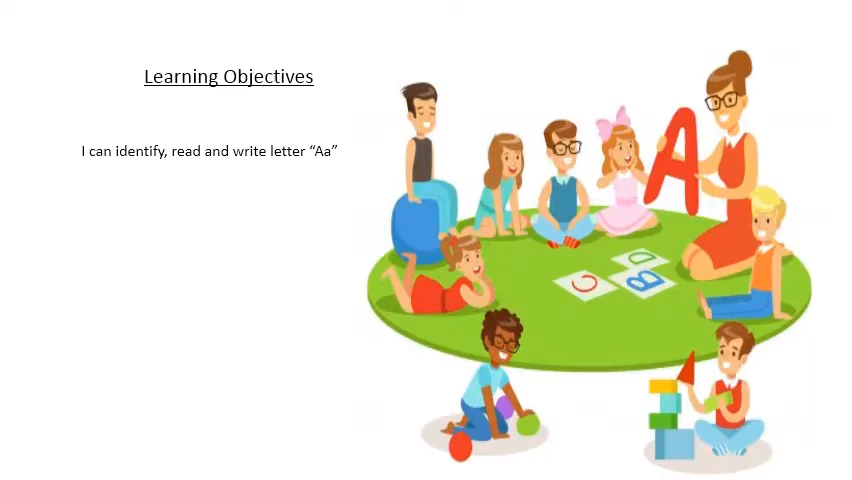 Learning Objectives
I can identify, read and write letter “Aa”
A
C
B
D